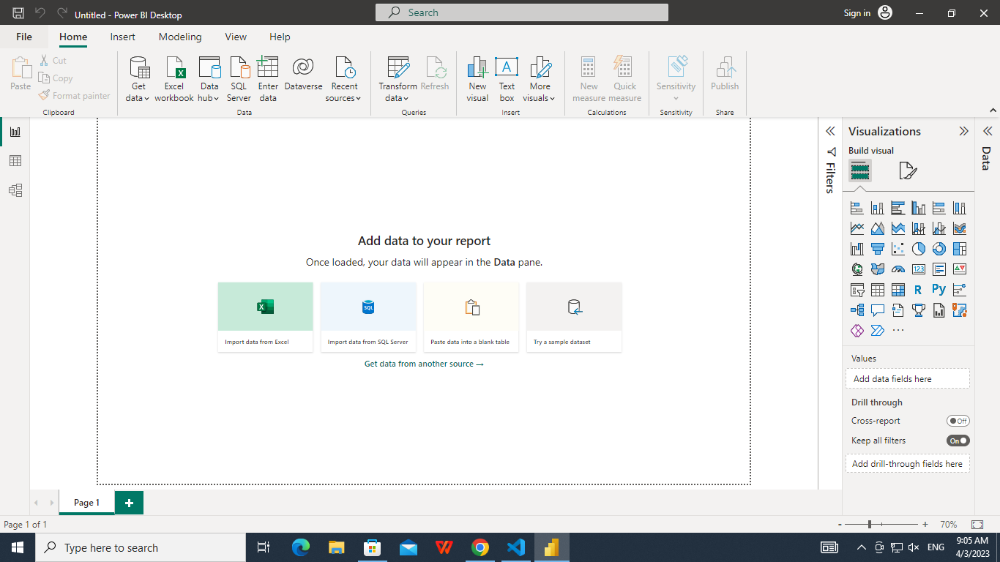 Untitled - Power BI Desktop
Search
Sign in
File Home Insert Modeling View Help
Paste
Cut
Copy
Format painter
Clipboard
Get data
Excel workbook
Data hub
SQL Server
Enter data
Dataverse
Recent sources
Data
Transform data
Refresh
Queries
New visual
Text box
More visuals
Insert
New measure
Quick measure
Calculations
Sensitivity
Sensitivity
Publish
Share
Add data to your report
Once loaded, your data will appear in the Data pane.
X
SQL
Import data from Excel
Import data from SQL Server
Paste data into a blank table
Try a sample dataset
Get data from another source →
Filters
Visualizations
Build visual
123
R Py
Values
Add data fields here
Drill through
Cross-report Off
Keep all filters On
Add drill-through fields here
Data
Page 1
Page 1 of 1
- + 70%
Type here to search
ENG
9:05 AM
4/3/2023